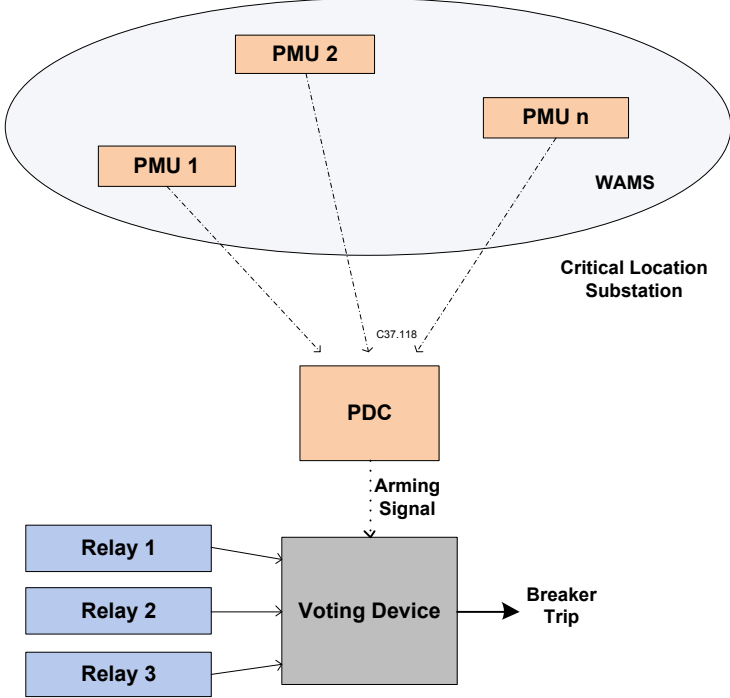 PMU 2
PMU n
PMU 1
WAMS
Critical Location
Substation
C37.118
PDC
Arming
Signal
Relay 1
Relay 2
Relay 3
Voting Device
Breaker
Trip